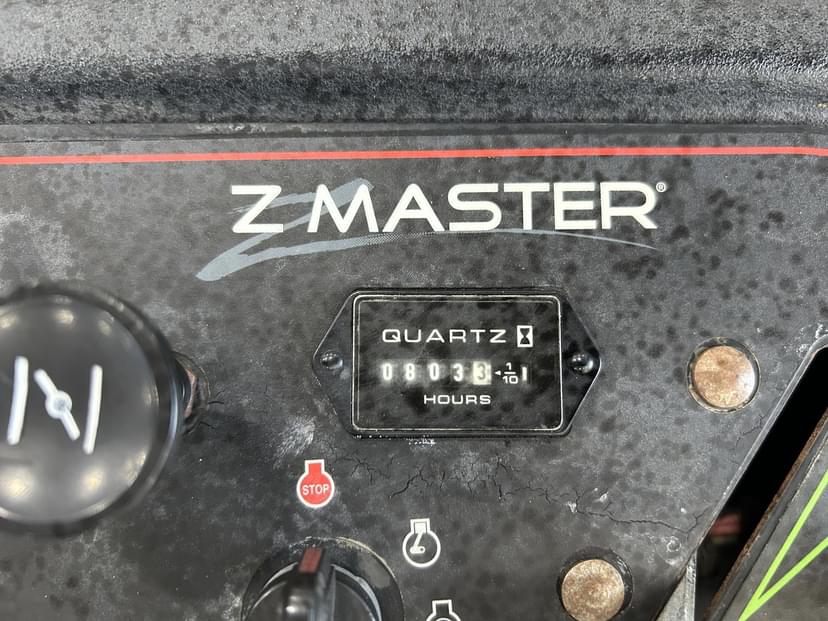 Z MASTER®
QUARTZ
08033 1/10
HOURS
STOP